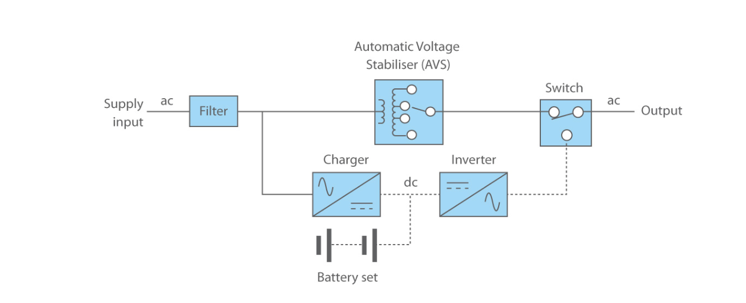 Automatic Voltage
Stabiliser (AVS)
Switch
Supply
input
ac
Filter
ac
Output
Charger
dc
Inverter
Battery set